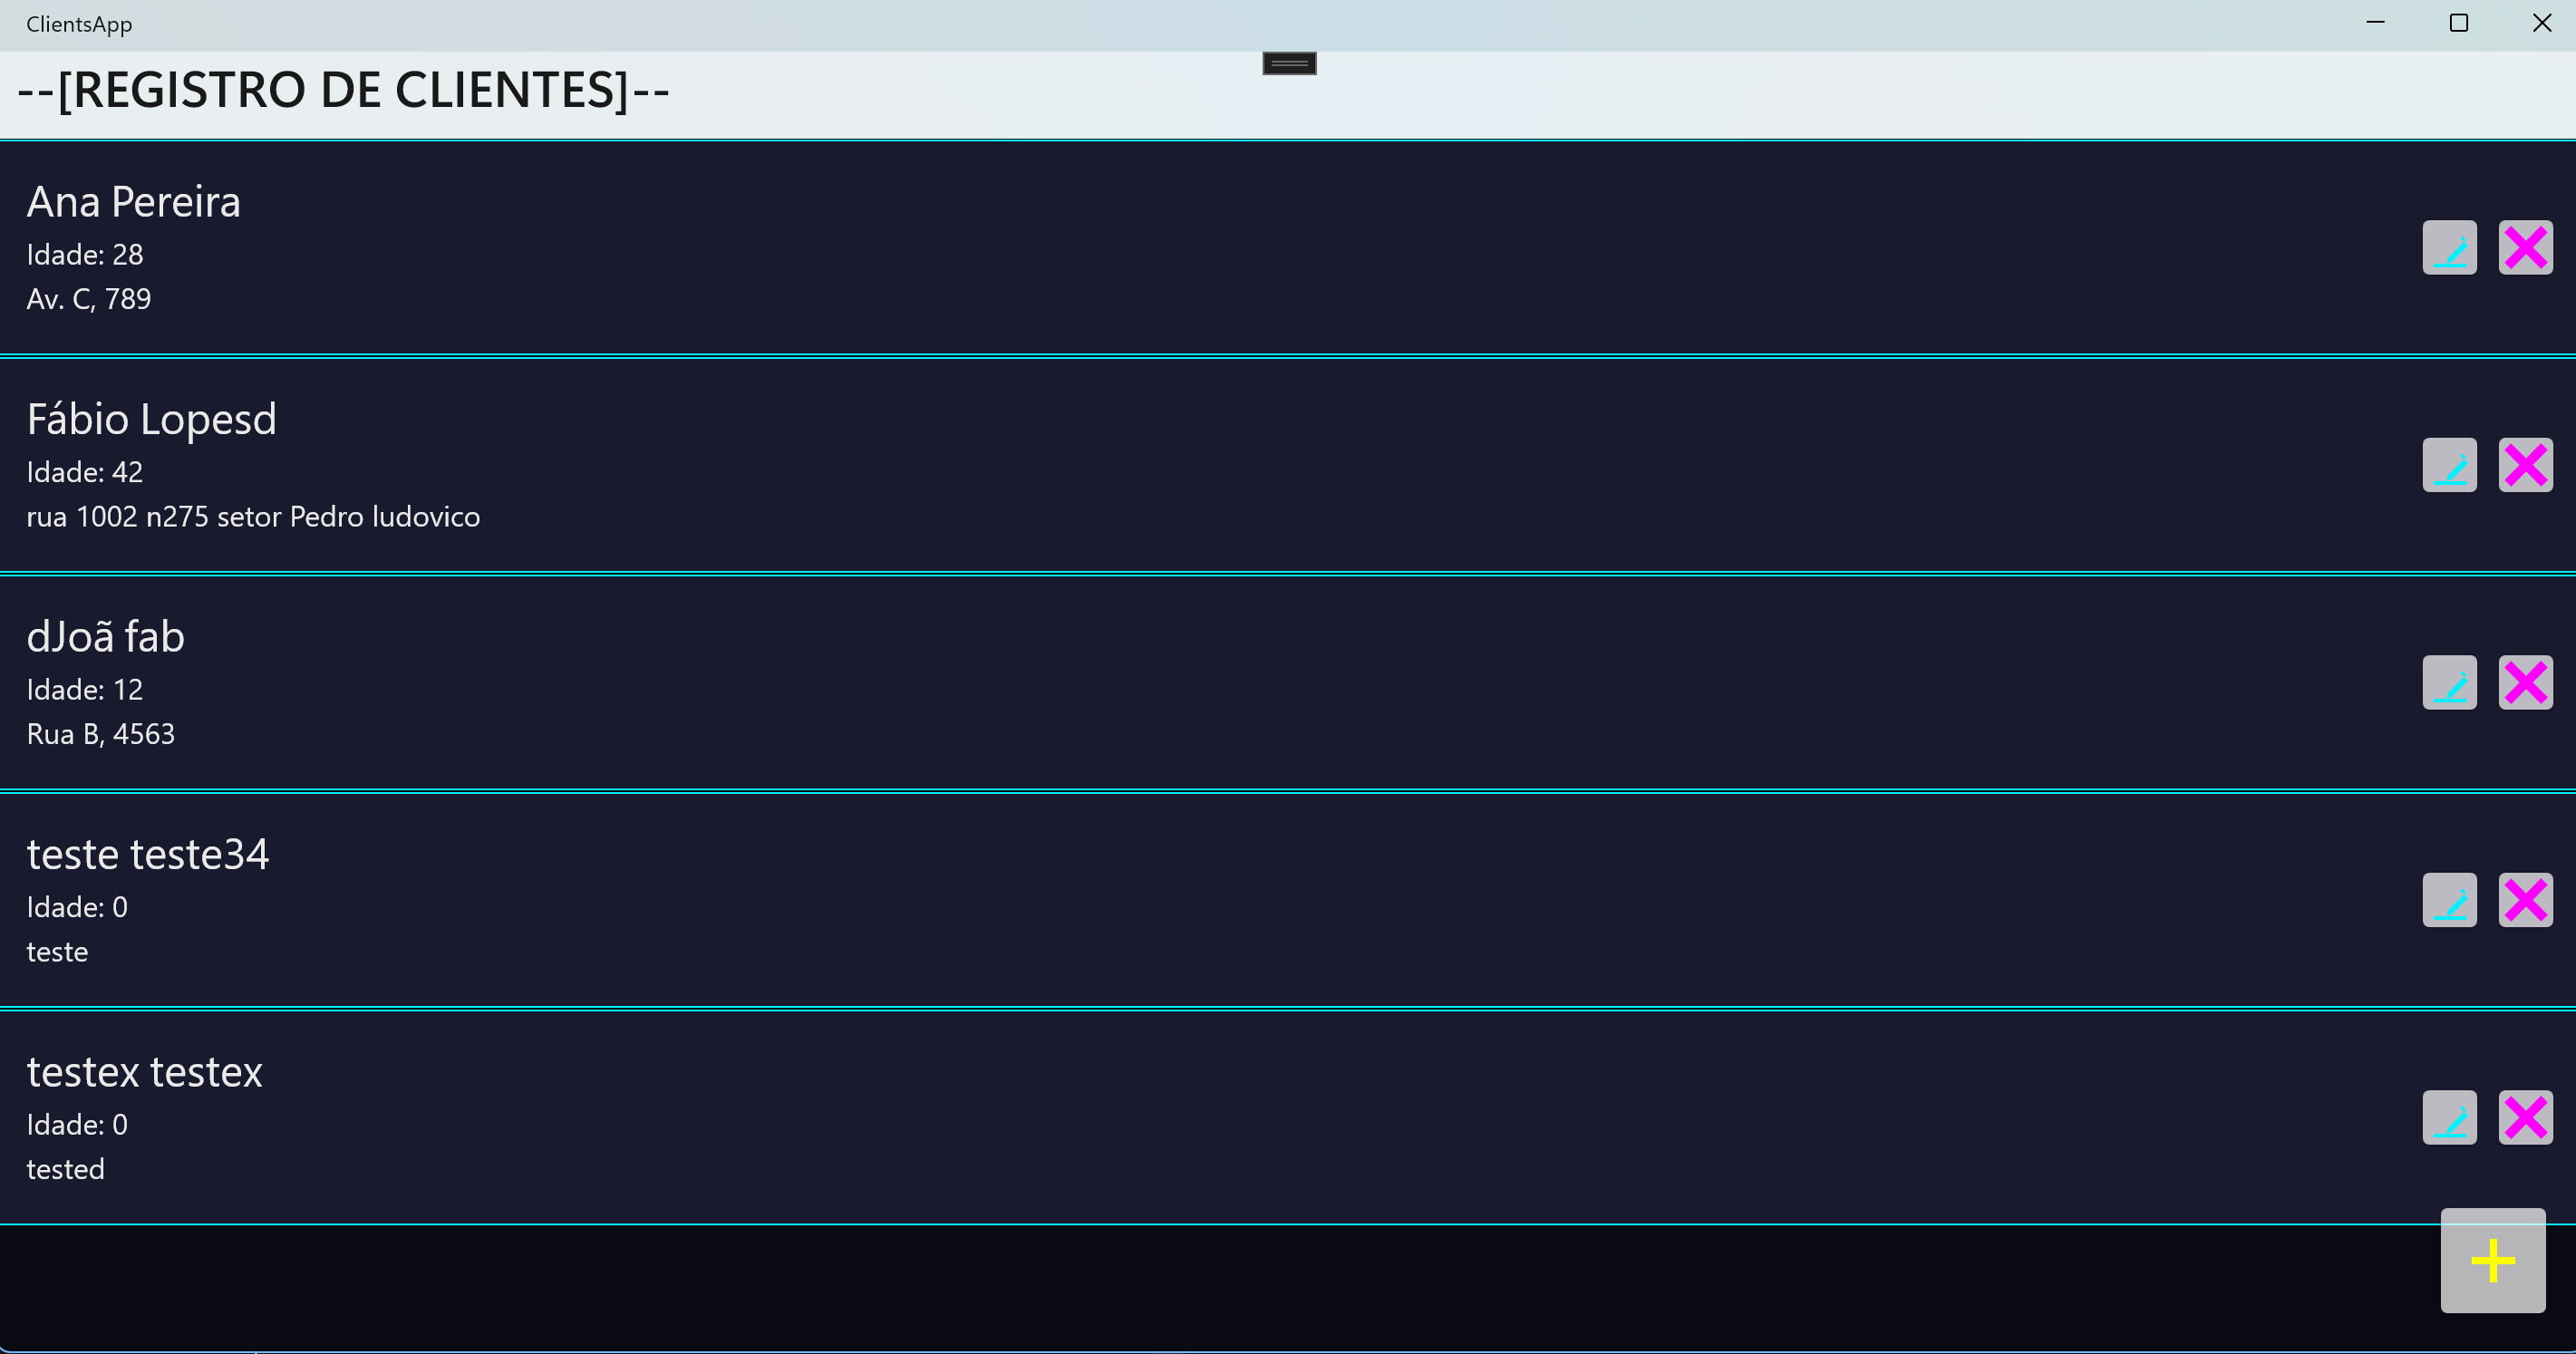 ClientsApp
--[REGISTRO DE CLIENTES]--
Ana Pereira
Idade: 28
Av. C, 789
Fábio Lopesd
Idade: 42
rua 1002 n275 setor Pedro ludovico
dJoã fab
Idade: 12
Rua B, 4563
teste teste34
Idade: 0
teste
testex testex
Idade: 0
tested